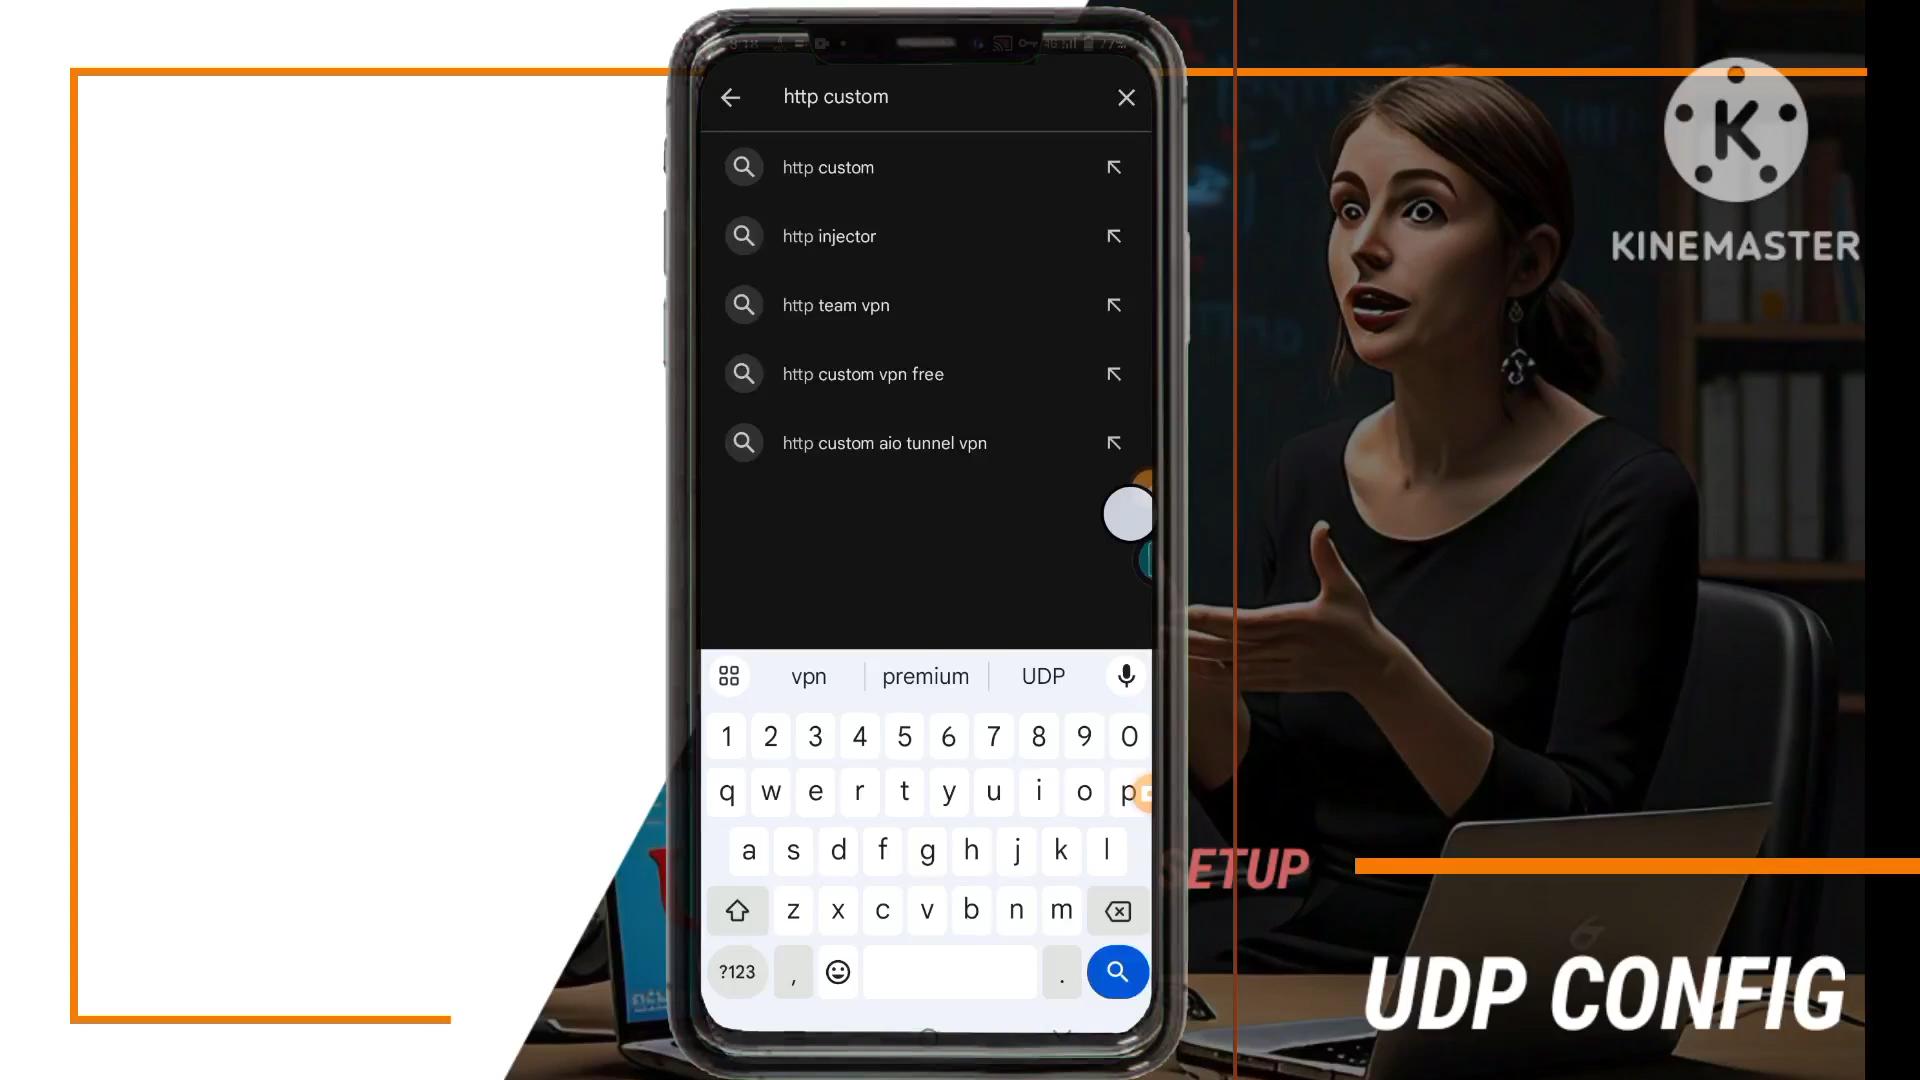 http custom
http custom
http injector
http team vpn
http custom vpn free
http custom aio tunnel vpn
vpn premium UDP
1 2 3 4 5 6 7 8 9 0
q w e r t y u i o p
a s d f g h j k l
z x c v b n m
?123 , .
K
KINEMASTER
SETUP
UDP CONFIG